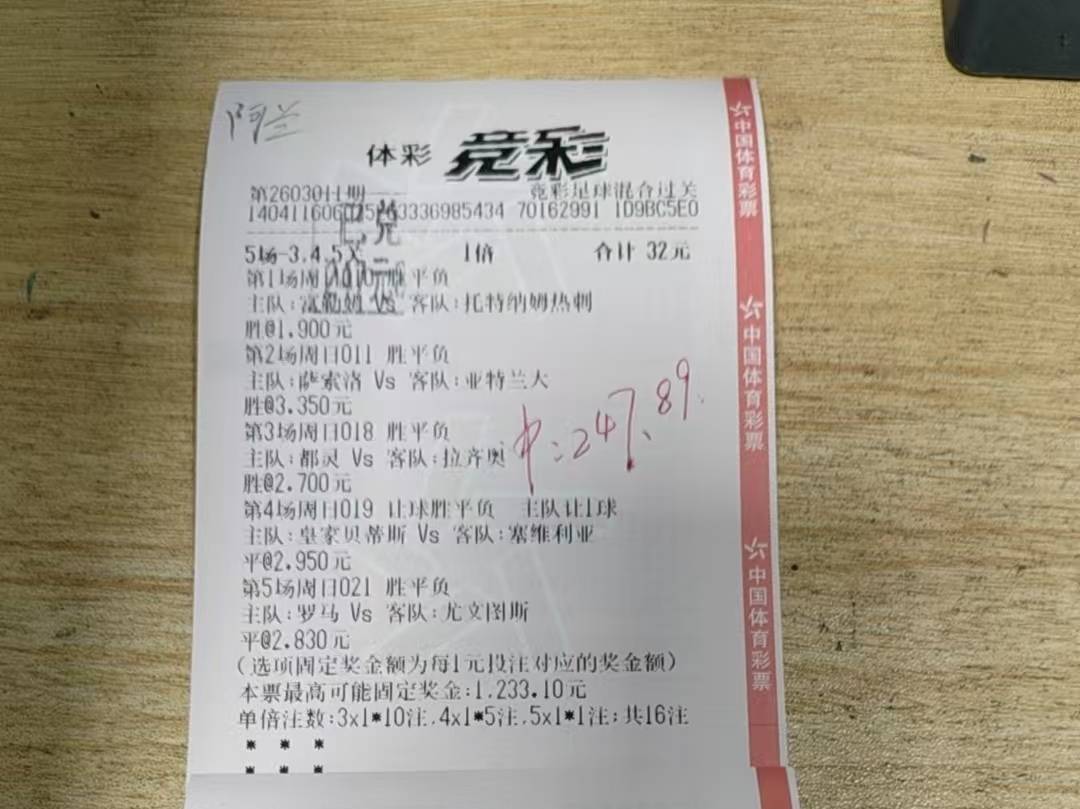 阿兰
体彩 竞彩
第26030日期 竞彩足球混合过关
70162991 1D9BC5E0
已兑
5场-3.4.5X 1倍 合计 32元
第1场周日 胜平负
主队:富勒姆 Vs 客队:托特纳姆热刺
胜@1.900元
第2场周日011 胜平负
主队:萨索洛 Vs 客队:亚特兰大
胜@3.350元
第3场周日018 胜平负
主队:都灵 Vs 客队:拉齐奥
胜@2.700元
中:247.89
第4场周日019 让球胜平负 主队让1球
主队:皇家贝蒂斯 Vs 客队:塞维利亚
平@2.950元
第5场周日021 胜平负
主队:罗马 Vs 客队:尤文图斯
平@2.830元
(选项固定奖金额为每1元投注对应的奖金额)
本票最高可能固定奖金:1,233.10元
单倍注数:3x1*10注,4x1*5注,5x1*1注;共16注
* * *
* * *
中国体育彩票
中国体育彩票
中国体育彩票